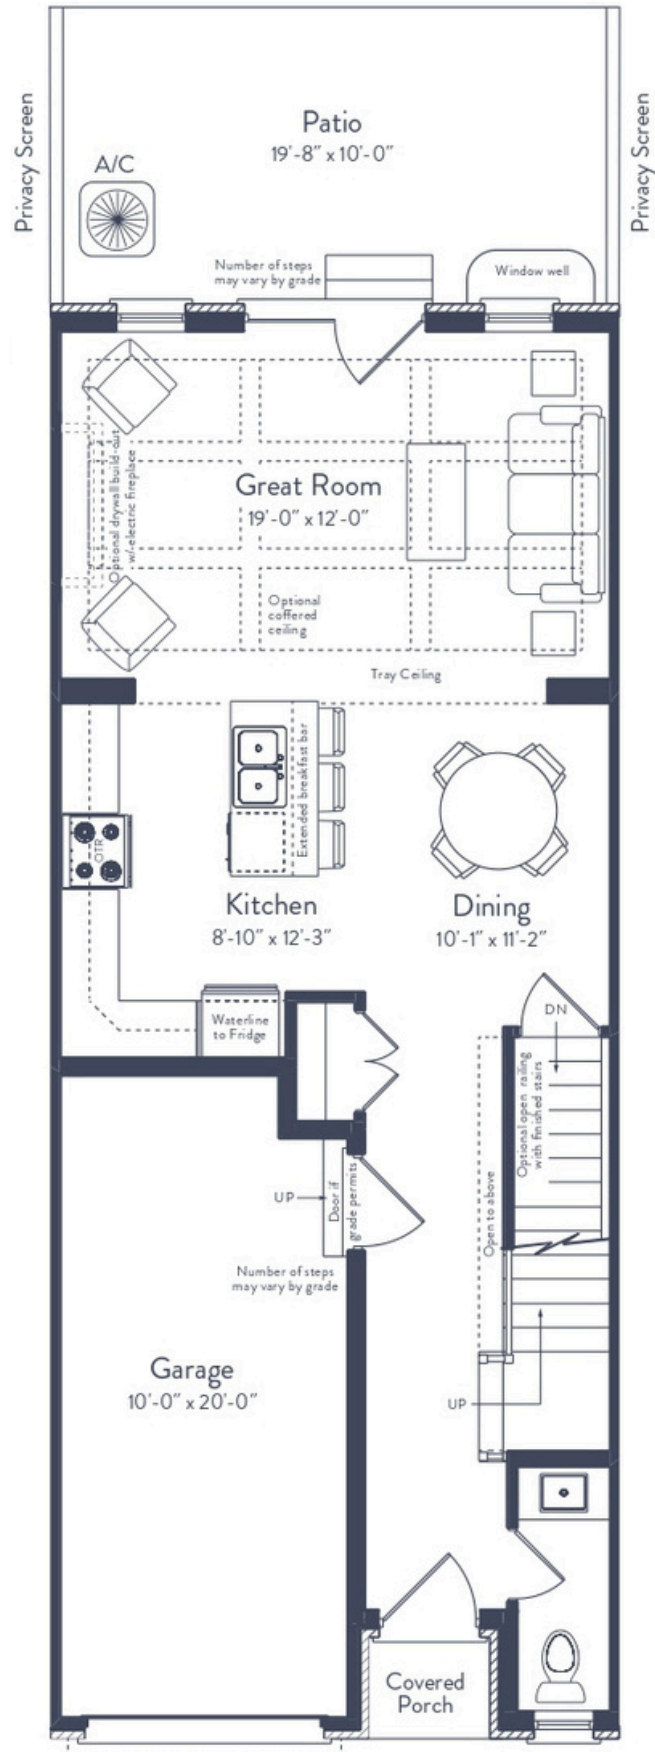 Patio
19'-8" x 10'-0"
Privacy Screen
Privacy Screen
A/C
Number of steps
may vary by grade
Window well
Optional drywall build-out
w/-electric fireplace
Great Room
19'-0" x 12'-0"
Optional
coffered
ceiling
Tray Ceiling
Extended breakfast bar
OTR
Kitchen
8'-10" x 12'-3"
Dining
10'-1" x 11'-2"
Waterline
to Fridge
DN
Optional open railing
with finished stairs
UP
Door if
grade permits
Open to above
Number of steps
may vary by grade
Garage
10'-0" x 20'-0"
UP
Covered
Porch